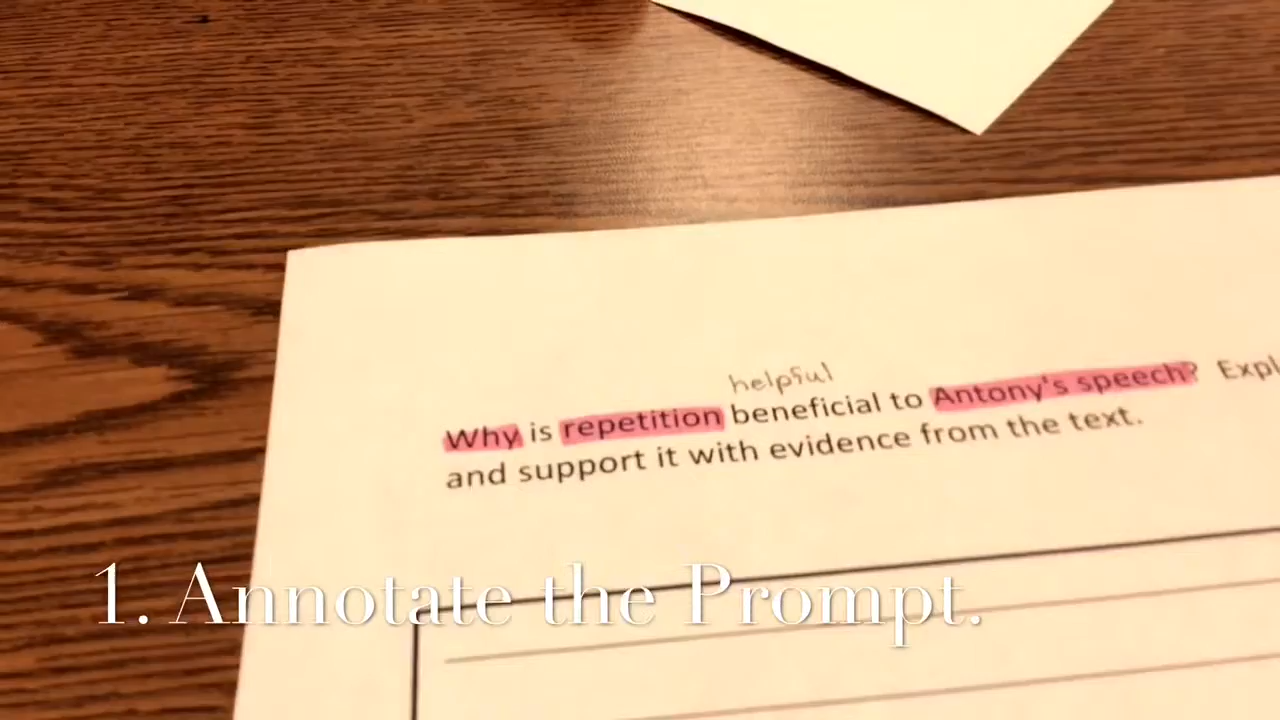 helpful
Why is repetition beneficial to Antony's speech? Expl
and support it with evidence from the text.
1. Annotate the Prompt.